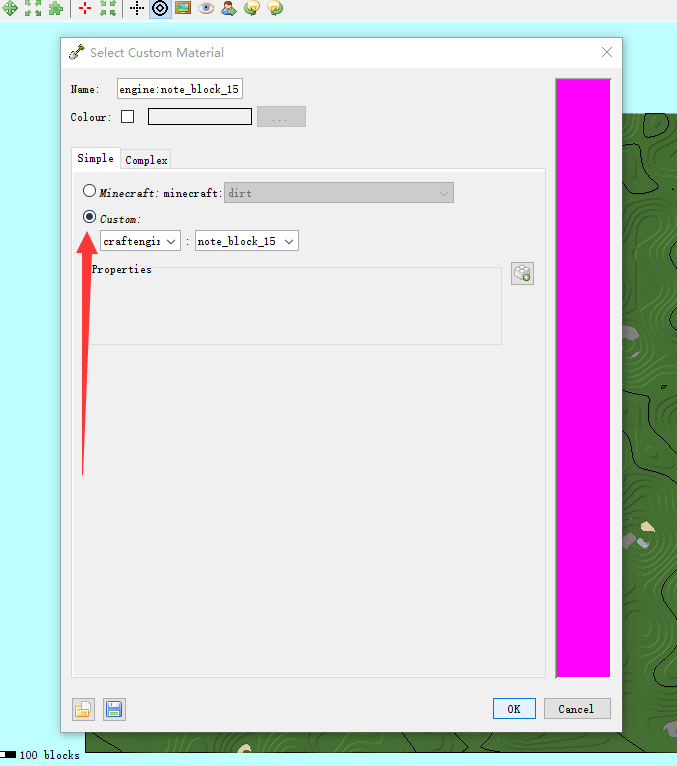 Select Custom Material
Name: engine:note_block_15
Colour: ...
Simple Complex
Minecraft: minecraft: dirt
Custom:
craftengin : note_block_15
Properties
OK Cancel
100 blocks